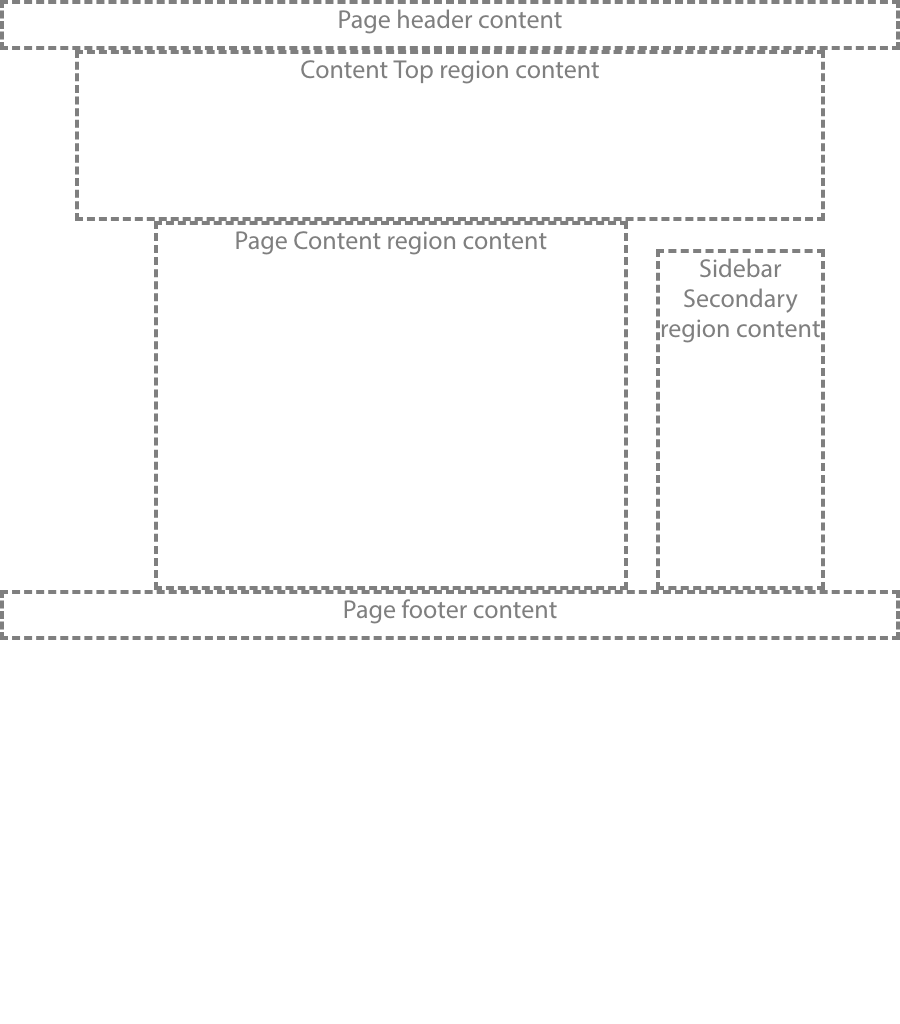 Page header content
Content Top region content
Page Content region content
Sidebar
Secondary
region content
Page footer content